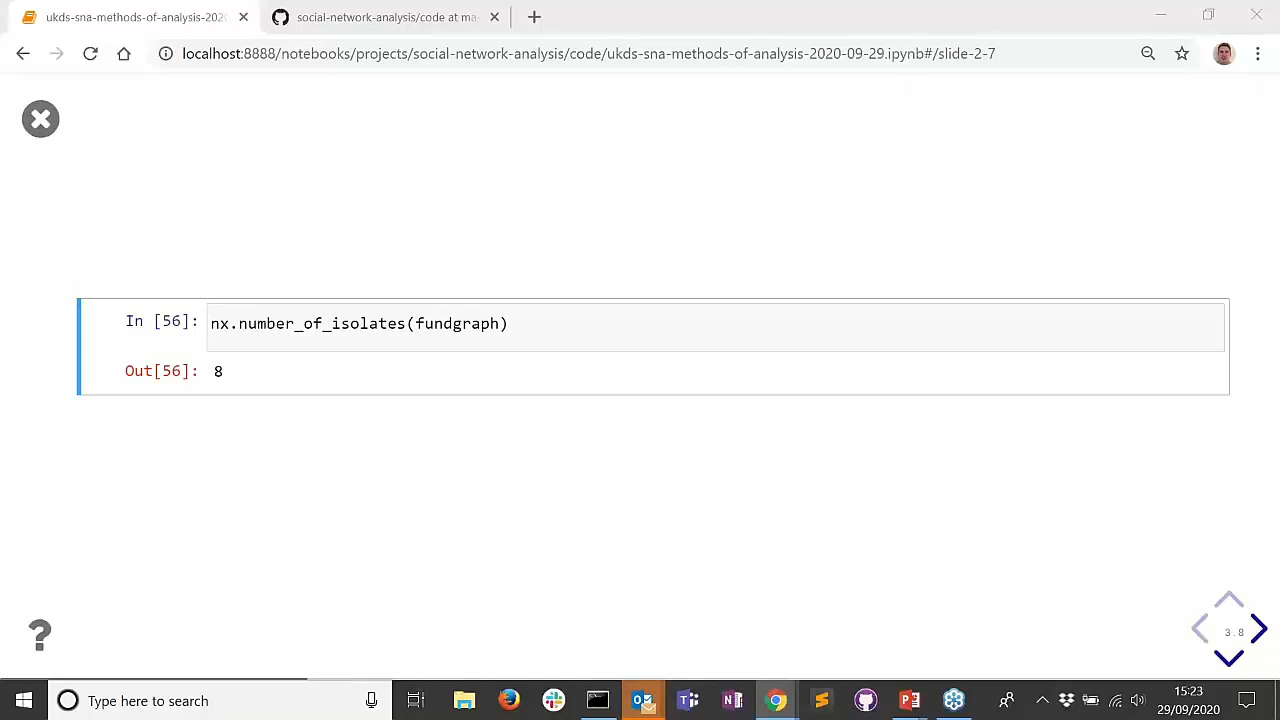 ukds-sna-methods-of-analysis-202
social-network-analysis/code at ma
localhost:8888/notebooks/projects/social-network-analysis/code/ukds-sna-methods-of-analysis-2020-09-29.ipynb#/slide-2-7
In [56]: nx.number_of_isolates(fundgraph)
Out[56]: 8
?
3.8
Type here to search
15:23
29/09/2020